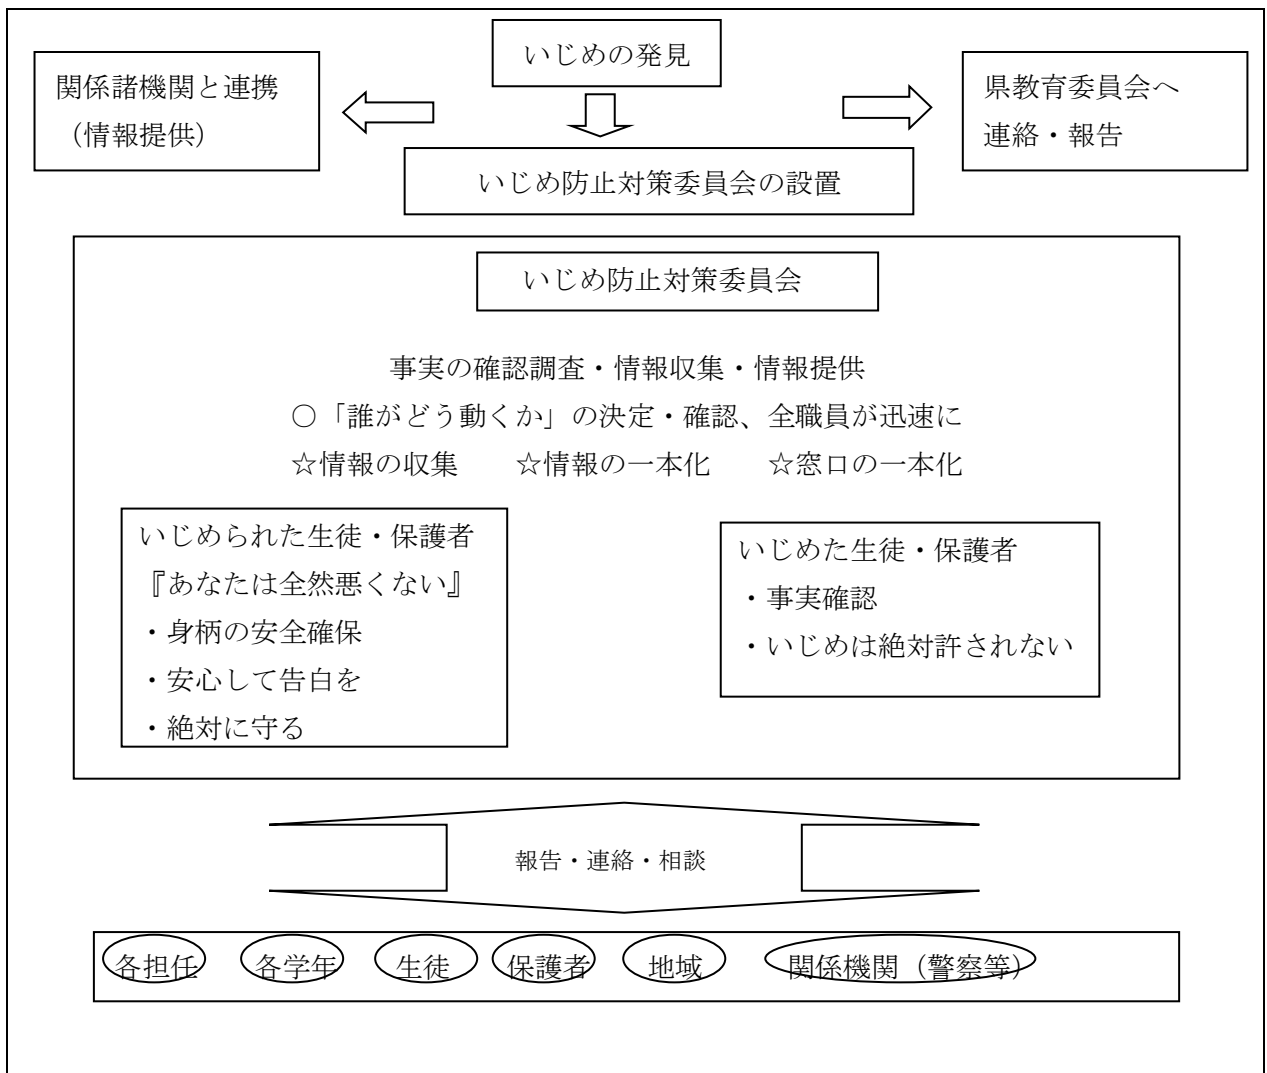 いじめの発見
関係諸機関と連携
（情報提供）
県教育委員会へ
連絡・報告
いじめ防止対策委員会の設置
いじめ防止対策委員会
事実の確認調査・情報収集・情報提供
○「誰がどう動くか」の決定・確認、全職員が迅速に
☆情報の収集　　☆情報の一本化　　☆窓口の一本化
いじめられた生徒・保護者
『あなたは全然悪くない』
・身柄の安全確保
・安心して告白を
・絶対に守る
いじめた生徒・保護者
・事実確認
・いじめは絶対許されない
報告・連絡・相談
各担任　各学年　生徒　保護者　地域　関係機関（警察等）